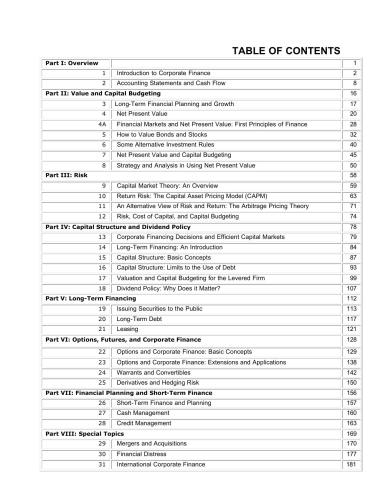 TABLE OF CONTENTS
Part I: Overview 1
1 Introduction to Corporate Finance 2
2 Accounting Statements and Cash Flow 8
Part II: Value and Capital Budgeting 16
3 Long-Term Financial Planning and Growth 17
4 Net Present Value 20
4A Financial Markets and Net Present Value: First Principles of Finance 28
5 How to Value Bonds and Stocks 32
6 Some Alternative Investment Rules 40
7 Net Present Value and Capital Budgeting 45
8 Strategy and Analysis in Using Net Present Value 50
Part III: Risk 58
9 Capital Market Theory: An Overview 59
10 Return Risk: The Capital Asset Pricing Model (CAPM) 63
11 An Alternative View of Risk and Return: The Arbitrage Pricing Theory 71
12 Risk, Cost of Capital, and Capital Budgeting 74
Part IV: Capital Structure and Dividend Policy 78
13 Corporate Financing Decisions and Efficient Capital Markets 79
14 Long-Term Financing: An Introduction 84
15 Capital Structure: Basic Concepts 87
16 Capital Structure: Limits to the Use of Debt 93
17 Valuation and Capital Budgeting for the Levered Firm 99
18 Dividend Policy: Why Does it Matter? 107
Part V: Long-Term Financing 112
19 Issuing Securities to the Public 113
20 Long-Term Debt 117
21 Leasing 121
Part VI: Options, Futures, and Corporate Finance 128
22 Options and Corporate Finance: Basic Concepts 129
23 Options and Corporate Finance: Extensions and Applications 138
24 Warrants and Convertibles 142
25 Derivatives and Hedging Risk 150
Part VII: Financial Planning and Short-Term Finance 156
26 Short-Term Finance and Planning 157
27 Cash Management 160
28 Credit Management 163
Part VIII: Special Topics 169
29 Mergers and Acquisitions 170
30 Financial Distress 177
31 International Corporate Finance 181